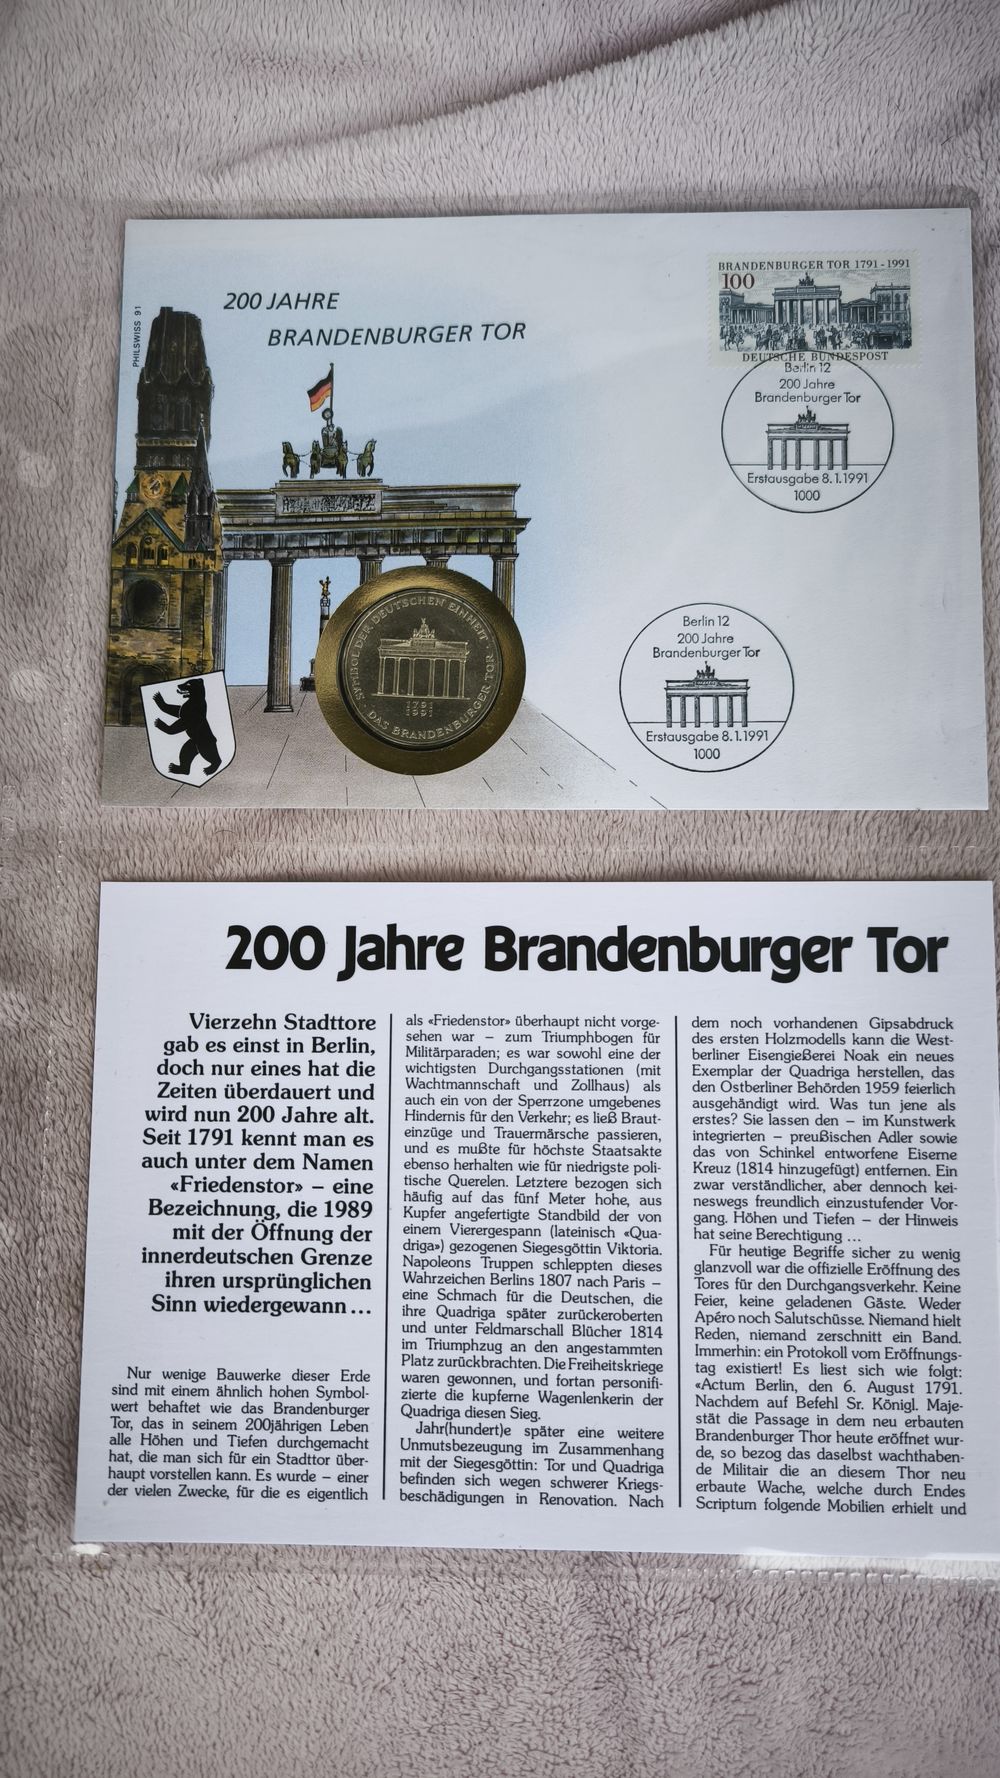 200 JAHRE
BRANDENBURGER TOR
PHILSWISS 91
BRANDENBURGER TOR 1791-1991
100
DEUTSCHE BUNDESPOST
Berlin 12
200 Jahre
Brandenburger Tor
Erstausgabe 8.1.1991
1000
SYMBOL DER DEUTSCHEN EINHEIT
1791
1991
DAS BRANDENBURGER TOR
Berlin 12
200 Jahre
Brandenburger Tor
Erstausgabe 8.1.1991
1000
200 Jahre Brandenburger Tor
Vierzehn Stadttore
gab es einst in Berlin,
doch nur eines hat die
Zeiten überdauert und
wird nun 200 Jahre alt.
Seit 1791 kennt man es
auch unter dem Namen
«Friedenstor» – eine
Bezeichnung, die 1989
mit der Öffnung der
innerdeutschen Grenze
ihren ursprünglichen
Sinn wiedergewann...
Nur wenige Bauwerke dieser Erde
sind mit einem ähnlich hohen Symbol-
wert behaftet wie das Brandenburger
Tor, das in seinem 200jährigen Leben
alle Höhen und Tiefen durchgemacht
hat, die man sich für ein Stadttor über-
haupt vorstellen kann. Es wurde – einer
der vielen Zwecke, für die es eigentlich
als «Friedenstor» überhaupt nicht vorge-
sehen war – zum Triumphbogen für
Militärparaden; es war sowohl eine der
wichtigsten Durchgangsstationen (mit
Wachtmannschaft und Zollhaus) als
auch ein von der Sperrzone umgebenes
Hindernis für den Verkehr; es ließ Braut-
einzüge und Trauermärsche passieren,
und es mußte für höchste Staatsakte
ebenso herhalten wie für niedrigste poli-
tische Querelen. Letztere bezogen sich
häufig auf das fünf Meter hohe, aus
Kupfer angefertigte Standbild der von
einem Vierergespann (lateinisch «Qua-
driga») gezogenen Siegesgöttin Viktoria.
Napoleons Truppen schleppten dieses
Wahrzeichen Berlins 1807 nach Paris –
eine Schmach für die Deutschen, die
ihre Quadriga später zurückeroberten
und unter Feldmarschall Blücher 1814
im Triumphzug an den angestammten
Platz zurückbrachten. Die Freiheitskriege
waren gewonnen, und fortan personifi-
zierte die kupferne Wagenlenkerin der
Quadriga diesen Sieg.
Jahr(hundert)e später eine weitere
Unmutsbezeugung im Zusammenhang
mit der Siegesgöttin: Tor und Quadriga
befinden sich wegen schwerer Kriegs-
beschädigungen in Renovation. Nach
dem noch vorhandenen Gipsabdruck
des ersten Holzmodells kann die West-
berliner Eisengießerei Noak ein neues
Exemplar der Quadriga herstellen, das
den Ostberliner Behörden 1959 feierlich
ausgehändigt wird. Was tun jene als
erstes? Sie lassen den – im Kunstwerk
integrierten – preußischen Adler sowie
das von Schinkel entworfene Eiserne
Kreuz (1814 hinzugefügt) entfernen. Ein
zwar verständlicher, aber dennoch kei-
neswegs freundlich einzustufender Vor-
gang. Höhen und Tiefen – der Hinweis
hat seine Berechtigung ...
Für heutige Begriffe sicher zu wenig
glanzvoll war die offizielle Eröffnung des
Tores für den Durchgangsverkehr. Keine
Feier, keine geladenen Gäste. Weder
Apéro noch Salutschüsse. Niemand hielt
Reden, niemand zerschnitt ein Band.
Immerhin: ein Protokoll vom Eröffnungs-
tag existiert! Es liest sich wie folgt:
«Actum Berlin, den 6. August 1791.
Nachdem auf Befehl Sr. Königl. Maje-
stät die Passage in dem neu erbauten
Brandenburger Thor heute eröffnet wur-
de, so bezog das daselbst wachthaben-
de Militair die an diesem Thor neu
erbaute Wache, welche durch Endes
Scriptum folgende Mobilien erhielt und